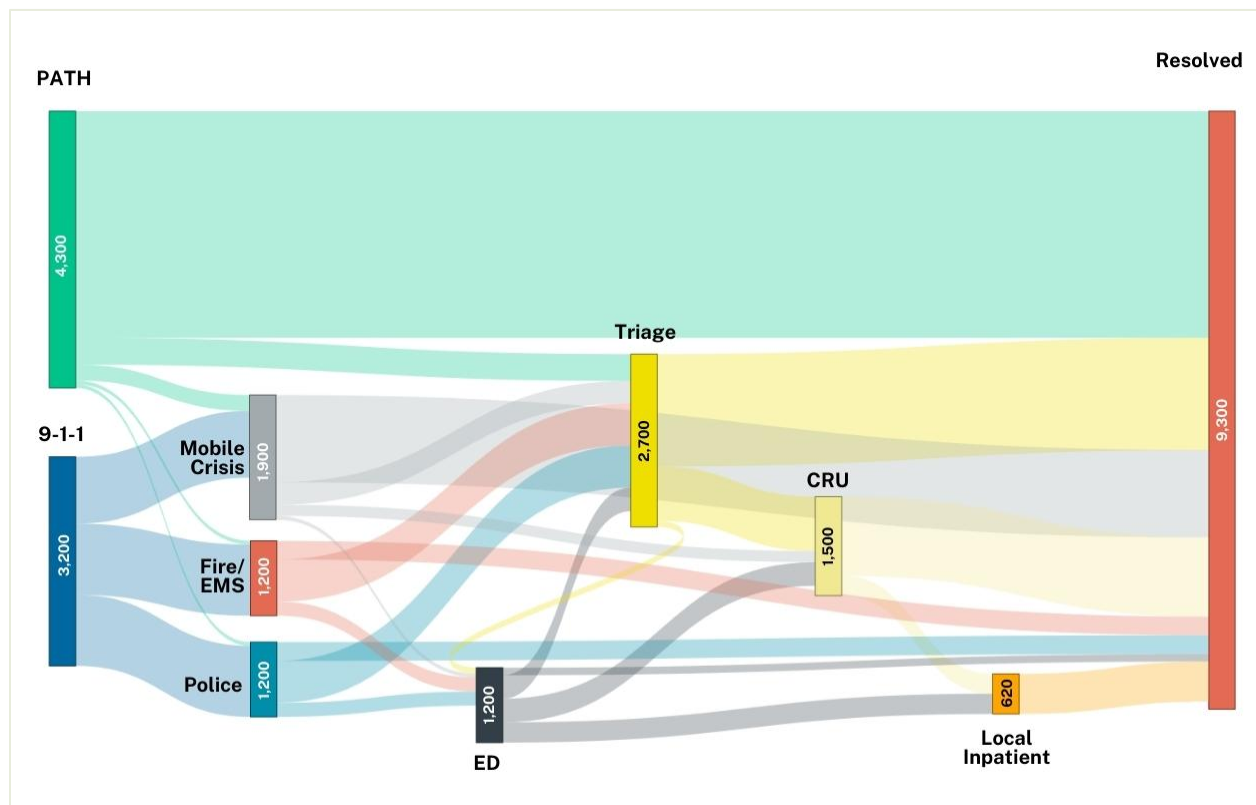 Resolved
PATH
4,300
Triage
9-1-1
2,700
9,300
Mobile
Crisis
1,900
CRU
1,500
3,200
Fire/
EMS
1,200
Police
1,200
1,200
620
ED
Local
Inpatient